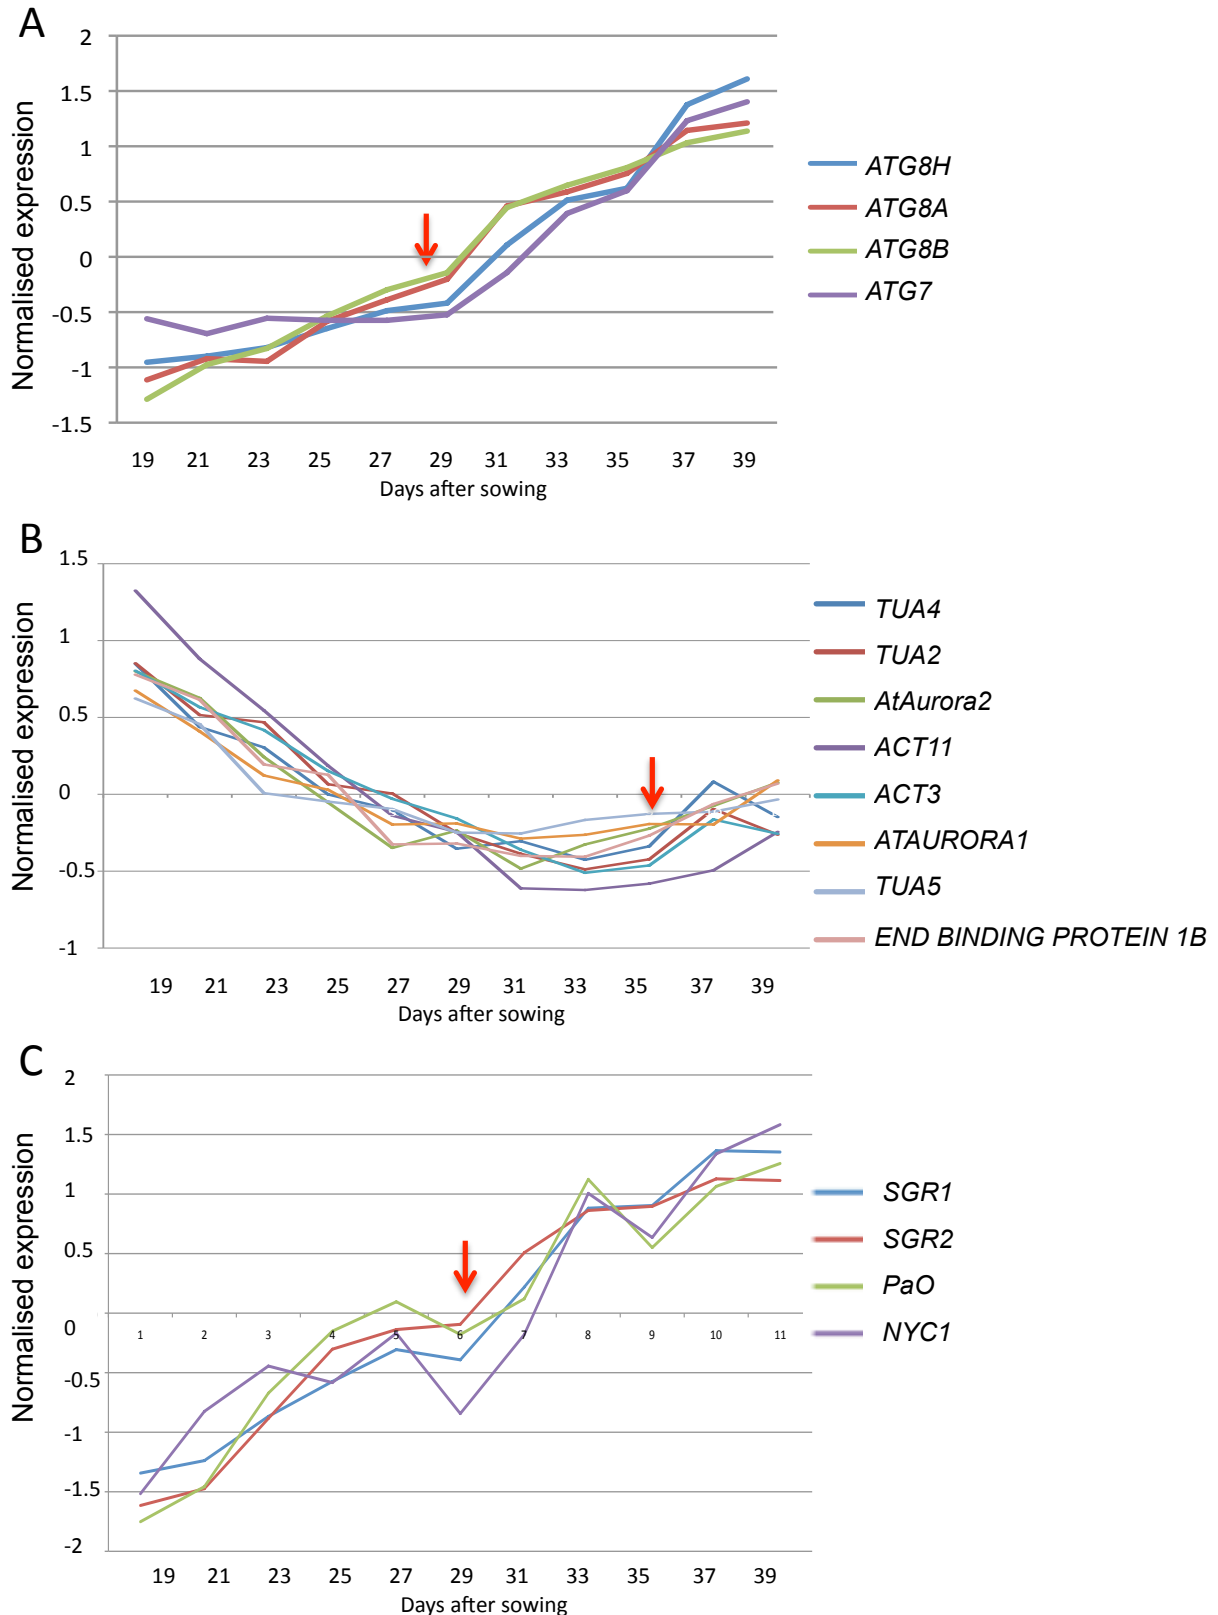 A
Normalised expression
2
1.5
1
0.5
0
-0.5
-1
-1.5
19 21 23 25 27 29 31 33 35 37 39
Days after sowing
ATG8H
ATG8A
ATG8B
ATG7
B
Normalised expression
1.5
1
0.5
0
-0.5
-1
19 21 23 25 27 29 31 33 35 37 39
Days after sowing
TUA4
TUA2
AtAurora2
ACT11
ACT3
ATAURORA1
TUA5
END BINDING PROTEIN 1B
C
Normalised expression
2
1.5
1
0.5
0
-0.5
-1
-1.5
-2
1 2 3 4 5 6 7 8 9 10 11
19 21 23 25 27 29 31 33 35 37 39
Days after sowing
SGR1
SGR2
PaO
NYC1